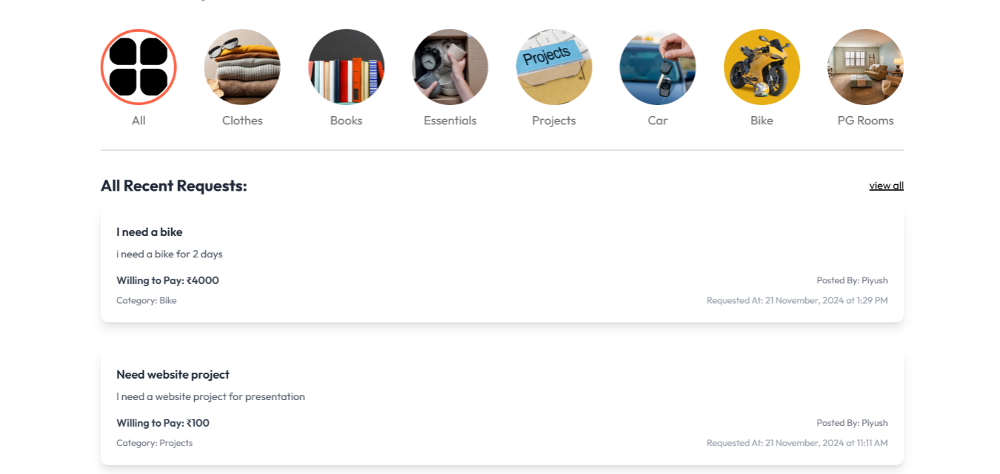 Projects
All Clothes Books Essentials Projects Car Bike PG Rooms
All Recent Requests: view all
I need a bike
i need a bike for 2 days
Willing to Pay: ₹4000 Posted By: Piyush
Category: Bike Requested At: 21 November, 2024 at 1:29 PM
Need website project
I need a website project for presentation
Willing to Pay: ₹100 Posted By: Piyush
Category: Projects Requested At: 21 November, 2024 at 11:11 AM